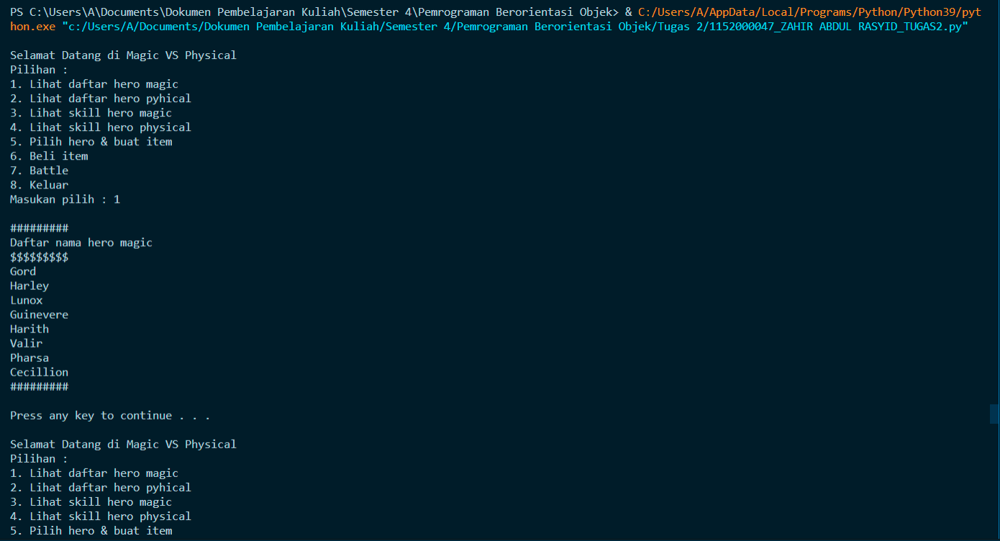 PS C:\Users\A\Documents\Dokumen Pembelajaran Kuliah\Semester 4\Pemrograman Berorientasi Objek> & C:/Users/A/AppData/Local/Programs/Python/Python39/pyt
hon.exe "c:/Users/A/Documents/Dokumen Pembelajaran Kuliah/Semester 4/Pemrograman Berorientasi Objek/Tugas 2/1152000047_ZAHIR ABDUL RASYID_TUGAS2.py"
Selamat Datang di Magic VS Physical
Pilihan :
1. Lihat daftar hero magic
2. Lihat daftar hero pyhical
3. Lihat skill hero magic
4. Lihat skill hero physical
5. Pilih hero & buat item
6. Beli item
7. Battle
8. Keluar
Masukan pilih : 1
#########
Daftar nama hero magic
$$$$$$$$$
Gord
Harley
Lunox
Guinevere
Harith
Valir
Pharsa
Cecillion
#########
Press any key to continue . . .
Selamat Datang di Magic VS Physical
Pilihan :
1. Lihat daftar hero magic
2. Lihat daftar hero pyhical
3. Lihat skill hero magic
4. Lihat skill hero physical
5. Pilih hero & buat item